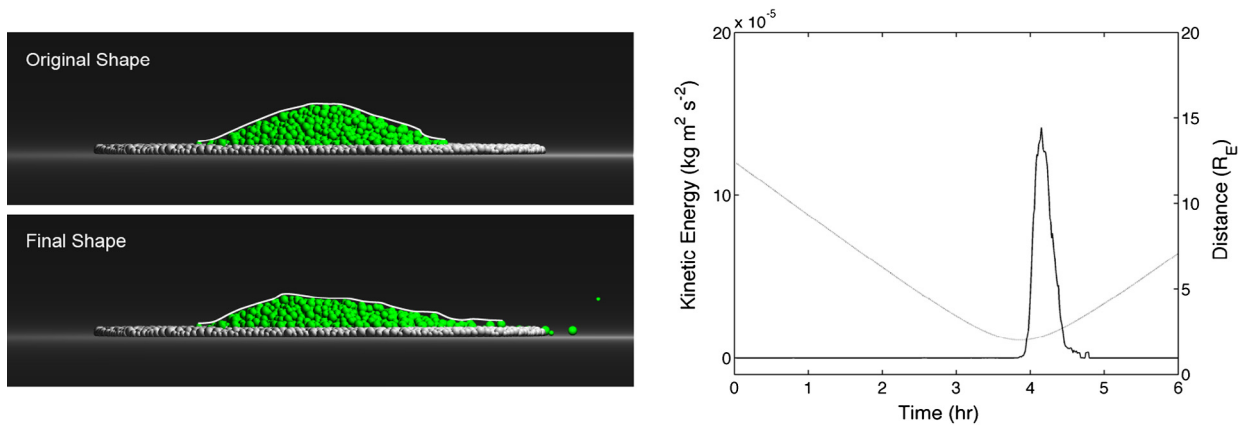 Original Shape
Final Shape
x 10⁻⁵
20
10
0
Kinetic Energy (kg m² s⁻²)
0
1
2
3
4
5
6
Time (hr)
20
15
10
5
0
Distance (R_E)